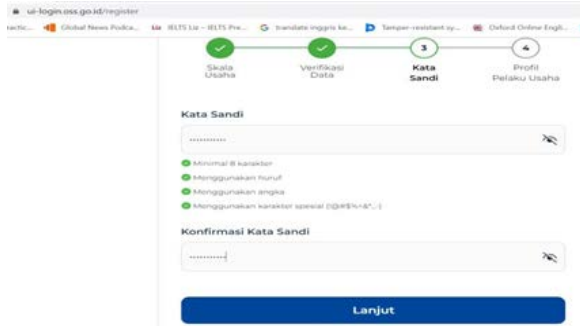 ui-login.oss.go.id/register
Global News Podca...
IELTS Liz – IELTS Pre...
translate inggris ke...
Tamper-resistant sy...
Oxford Online Engli...
3
4
Skala Usaha
Verifikasi Data
Kata Sandi
Profil Pelaku Usaha
Kata Sandi
Minimal 8 karakter
Menggunakan huruf
Menggunakan angka
Menggunakan karakter spesial
Konfirmasi Kata Sandi
Lanjut